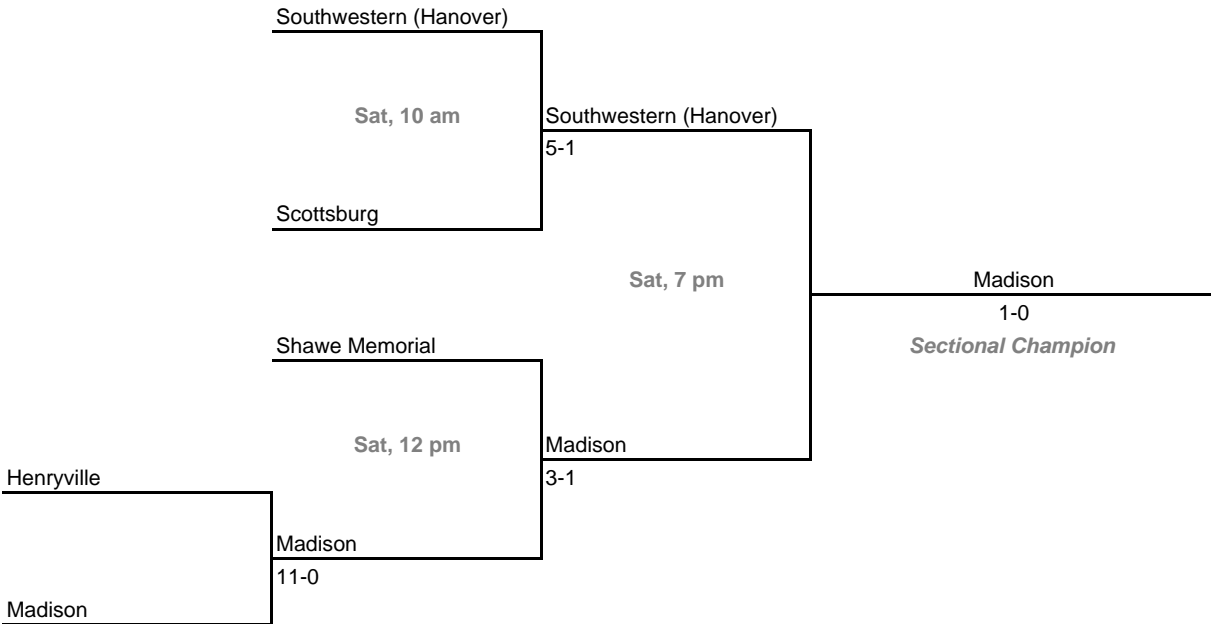 Southwestern (Hanover)
Sat, 10 am
Southwestern (Hanover)
5-1
Scottsburg
Sat, 7 pm
Madison
1-0
Shawe Memorial
Sectional Champion
Sat, 12 pm
Madison
Henryville
3-1
Madison
11-0
Madison